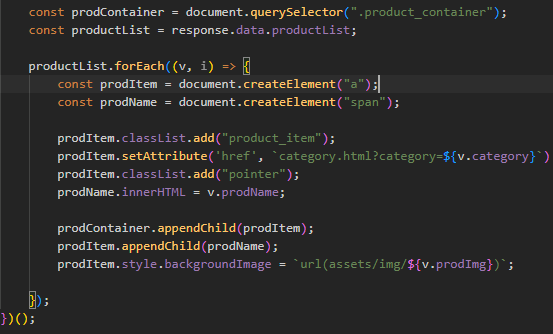 const prodContainer = document.querySelector(".product_container");
const productList = response.data.productList;
productList.forEach((v, i) => {
const prodItem = document.createElement("a");
const prodName = document.createElement("span");
prodItem.classList.add("product_item");
prodItem.setAttribute('href', `category.html?category=${v.category}`)
prodItem.classList.add("pointer");
prodName.innerHTML = v.prodName;
prodContainer.appendChild(prodItem);
prodItem.appendChild(prodName);
prodItem.style.backgroundImage = `url(assets/img/${v.prodImg})`;
});
})();